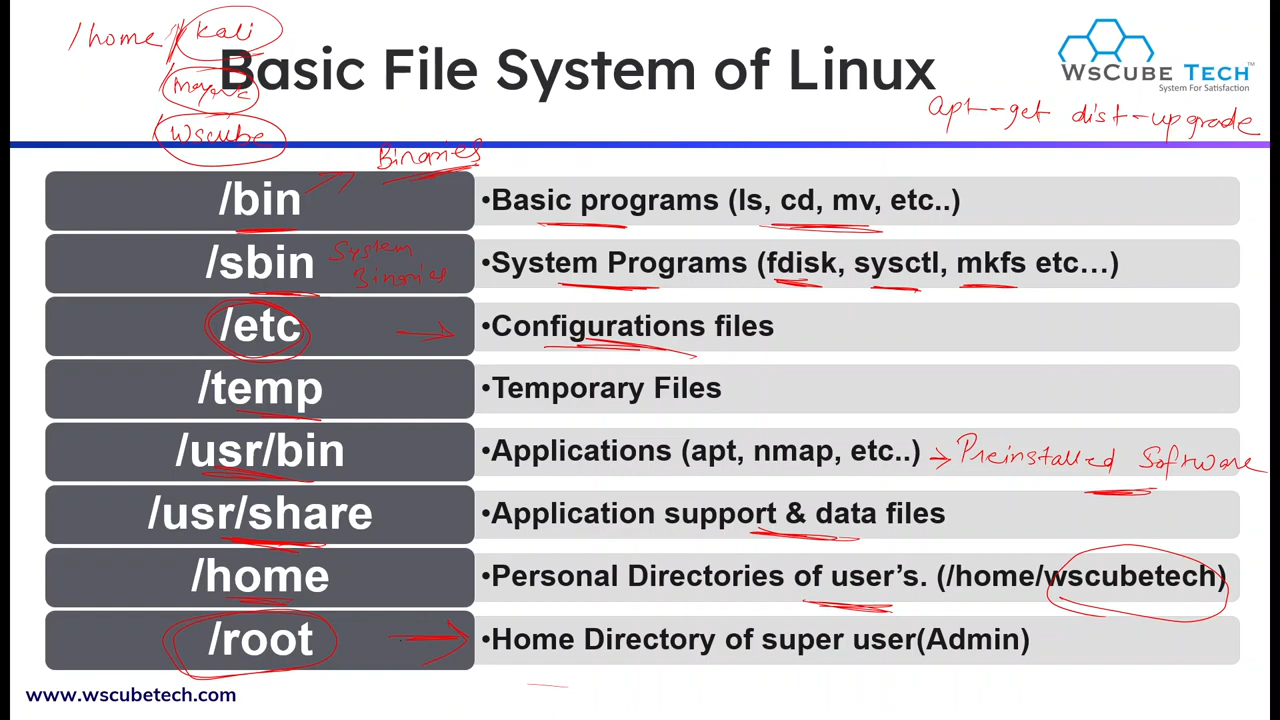 /home/kali
Basic File System of Linux
WsCube Tech™
System For Satisfaction
/mayank
/wscube
apt-get dist-upgrade
Binaries
/bin
•Basic programs (ls, cd, mv, etc..)
/sbin
System Binaries
•System Programs (fdisk, sysctl, mkfs etc…)
/etc
•Configurations files
/temp
•Temporary Files
/usr/bin
•Applications (apt, nmap, etc..)
→ Preinstalled Software
/usr/share
•Application support & data files
/home
•Personal Directories of user’s. (/home/wscubetech)
/root
•Home Directory of super user(Admin)
www.wscubetech.com